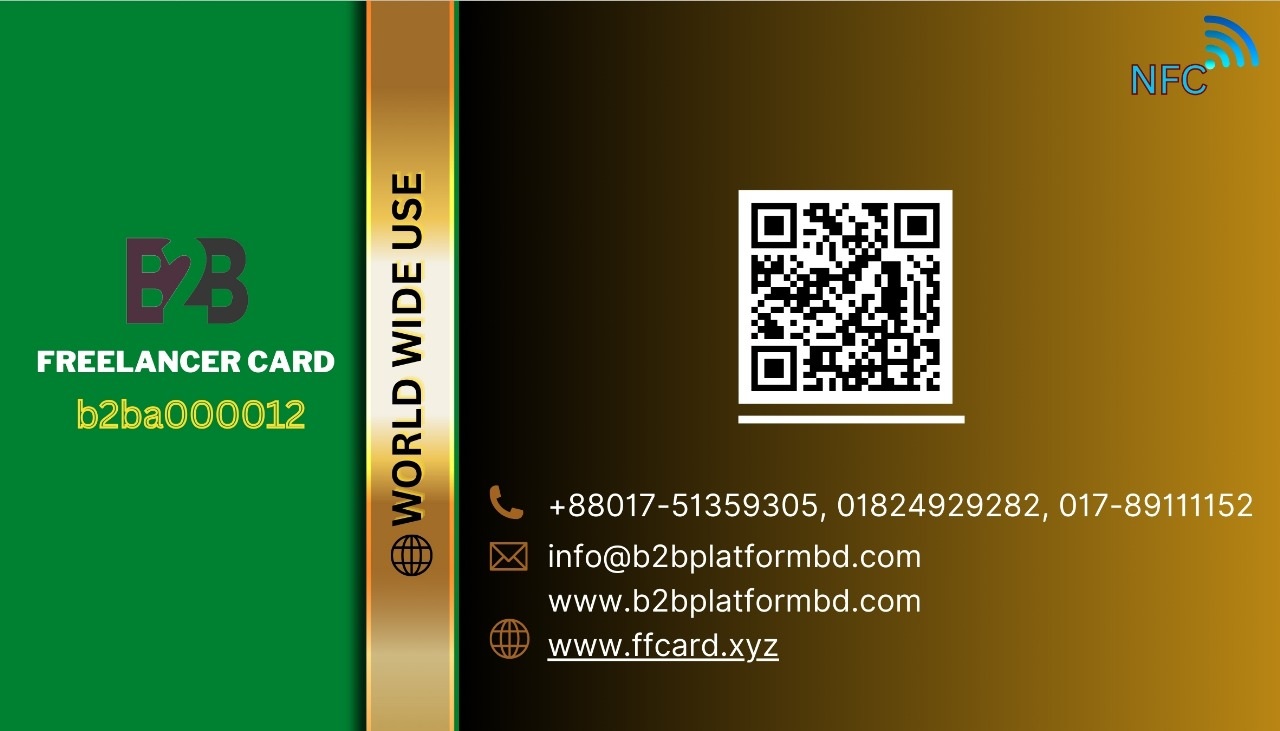 B2B
FREELANCER CARD
b2ba000012
WORLD WIDE USE
NFC
+88017-51359305, 01824929282, 017-89111152
info@b2bplatformbd.com
www.b2bplatformbd.com
www.ffcard.xyz